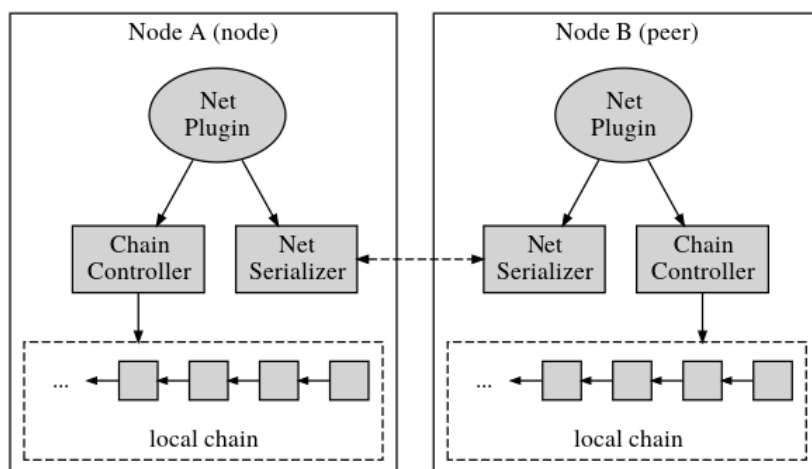 Node A (node)
Net
Plugin
Chain
Controller
Net
Serializer
...
local chain
Node B (peer)
Net
Plugin
Net
Serializer
Chain
Controller
...
local chain